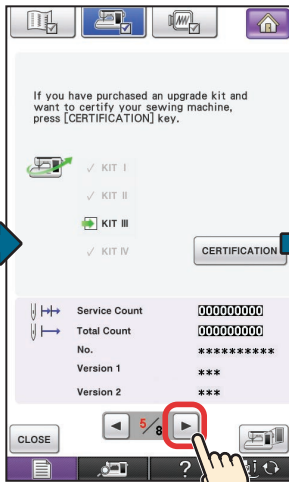 If you have purchased an upgrade kit and
want to certify your sewing machine,
press [CERTIFICATION] key.
✓ KIT I
✓ KIT II
KIT III
✓ KIT IV
CERTIFICATION
Service Count 000000000
Total Count 000000000
No. **********
Version 1 ***
Version 2 ***
5/8
CLOSE
?